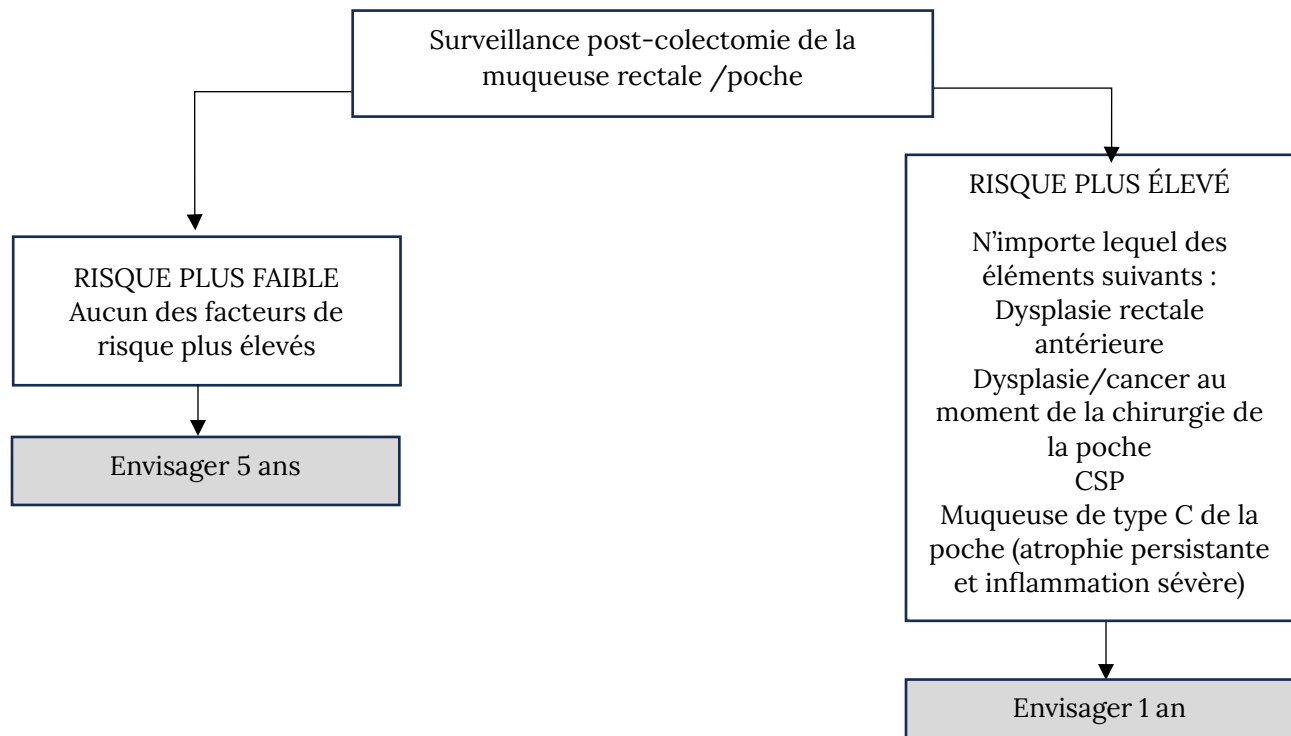 Surveillance post-colectomie de la
muqueuse rectale /poche
RISQUE PLUS FAIBLE
Aucun des facteurs de
risque plus élevés
Envisager 5 ans
RISQUE PLUS ÉLEVÉ
N'importe lequel des
éléments suivants :
Dysplasie rectale
antérieure
Dysplasie/cancer au
moment de la chirurgie de
la poche
CSP
Muqueuse de type C de la
poche (atrophie persistante
et inflammation sévère)
Envisager 1 an